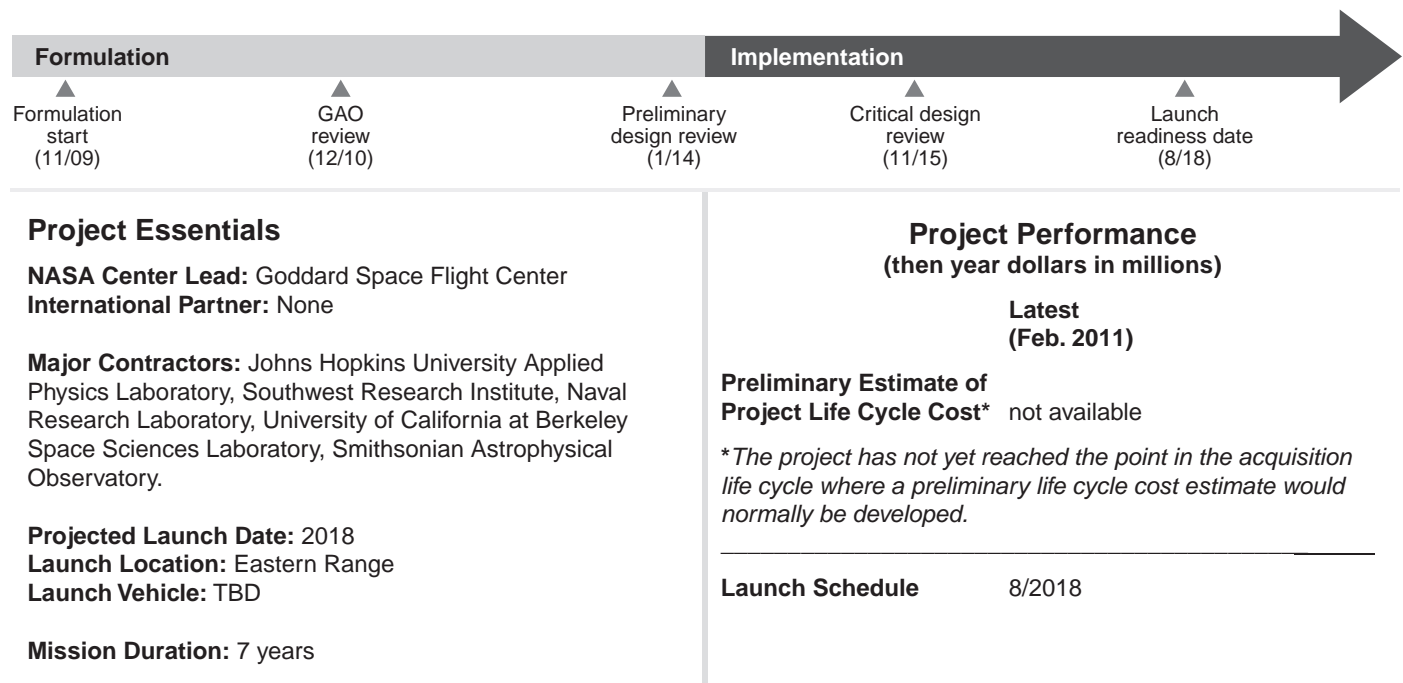 Formulation
Implementation
Formulation
start
(11/09)
GAO
review
(12/10)
Preliminary
design review
(1/14)
Critical design
review
(11/15)
Launch
readiness date
(8/18)
Project Essentials
NASA Center Lead: Goddard Space Flight Center
International Partner: None
Major Contractors: Johns Hopkins University Applied
Physics Laboratory, Southwest Research Institute, Naval
Research Laboratory, University of California at Berkeley
Space Sciences Laboratory, Smithsonian Astrophysical
Observatory.
Projected Launch Date: 2018
Launch Location: Eastern Range
Launch Vehicle: TBD
Mission Duration: 7 years
Project Performance
(then year dollars in millions)
Latest
(Feb. 2011)
Preliminary Estimate of
Project Life Cycle Cost* not available
*The project has not yet reached the point in the acquisition
life cycle where a preliminary life cycle cost estimate would
normally be developed.
Launch Schedule 8/2018